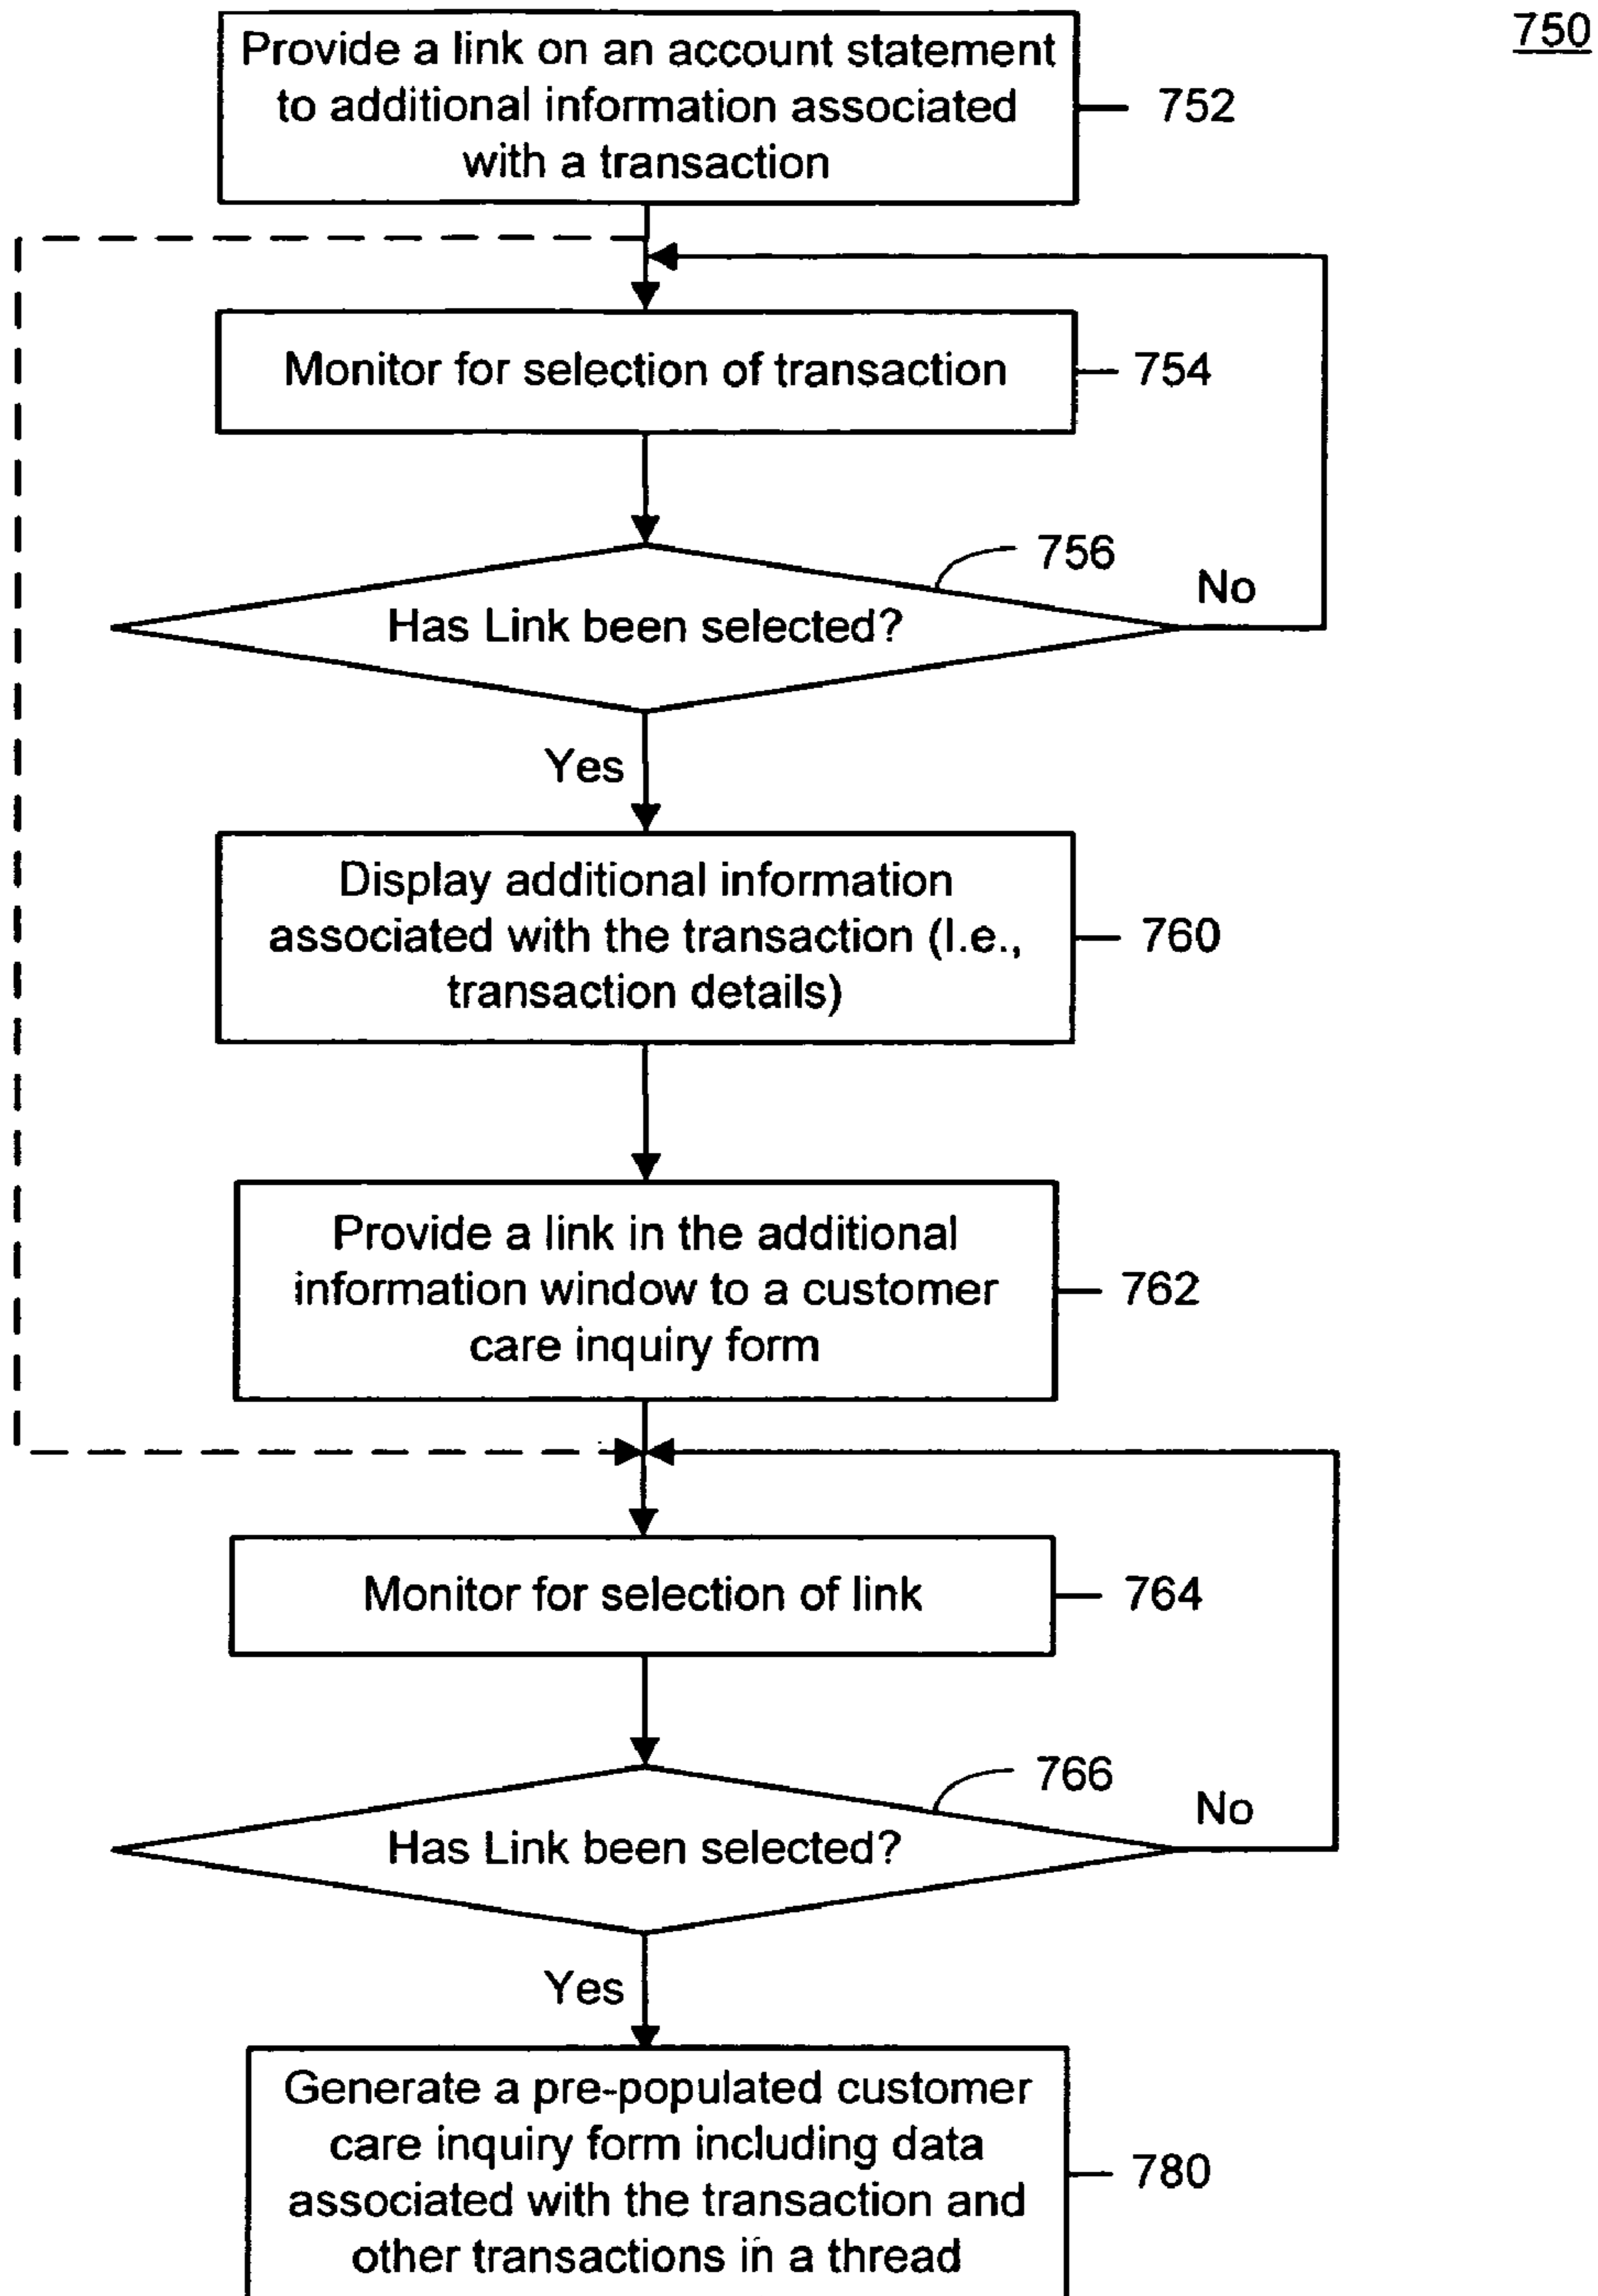 750
Provide a link on an account statement
to additional information associated
with a transaction
752
Monitor for selection of transaction
754
756
No
Has Link been selected?
Yes
Display additional information
associated with the transaction (I.e.,
transaction details)
760
Provide a link in the additional
information window to a customer
care inquiry form
762
Monitor for selection of link
764
766
No
Has Link been selected?
Yes
Generate a pre-populated customer
care inquiry form including data
associated with the transaction and
other transactions in a thread
780